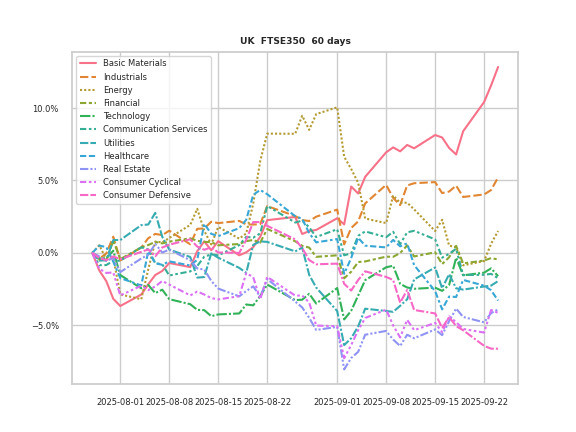 UK FTSE350 60 days
Basic Materials
Industrials
Energy
Financial
Technology
Communication Services
Utilities
Healthcare
Real Estate
Consumer Cyclical
Consumer Defensive
10.0%
5.0%
0.0%
−5.0%
2025-08-01 2025-08-08 2025-08-15 2025-08-22 2025-09-01 2025-09-08 2025-09-15 2025-09-22